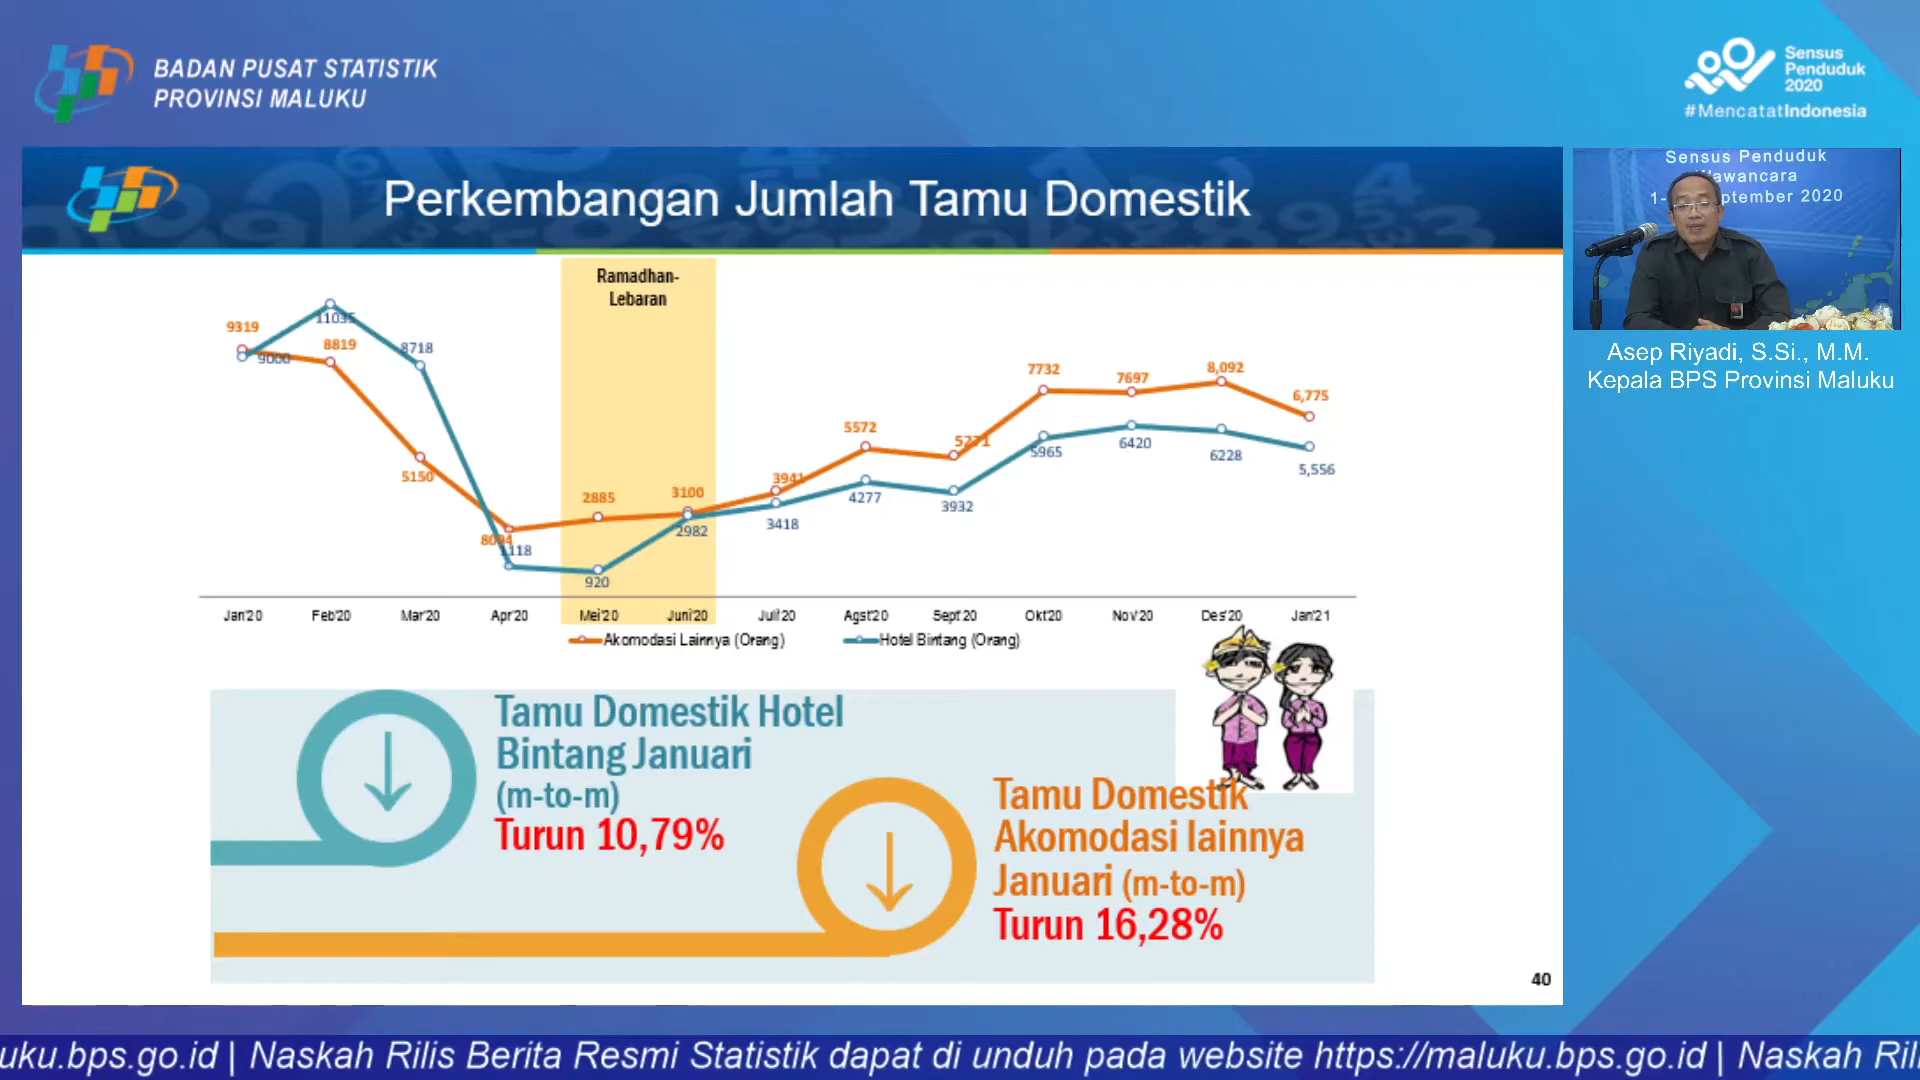 BADAN PUSAT STATISTIK
PROVINSI MALUKU
Sensus
Penduduk
2020
#MencatatIndonesia
Perkembangan Jumlah Tamu Domestik
Sensus Penduduk
Wawancara
ptember 2020
Asep Riyadi, S.Si., M.M.
Kepala BPS Provinsi Maluku
Ramadhan-
Lebaran
9319
9000
11035
8819
8718
5150
1118
2885
920
3100
2982
3941
3418
5572
4277
5271
3932
7732
5965
7697
6420
8,092
6228
6,775
5,556
Jan'20 Feb'20 Mar'20 Apr'20 Mei'20 Juni'20 Juli'20 Agst'20 Sept'20 Okt'20 Nov'20 Des'20 Jan'21
Akomodasi Lainnya (Orang) Hotel Bintang (Orang)
Tamu Domestik Hotel
Bintang Januari
(m-to-m)
Turun 10,79%
Tamu Domestik
Akomodasi lainnya
Januari (m-to-m)
Turun 16,28%
40
uku.bps.go.id | Naskah Rilis Berita Resmi Statistik dapat di unduh pada website https://maluku.bps.go.id | Naskah Rili